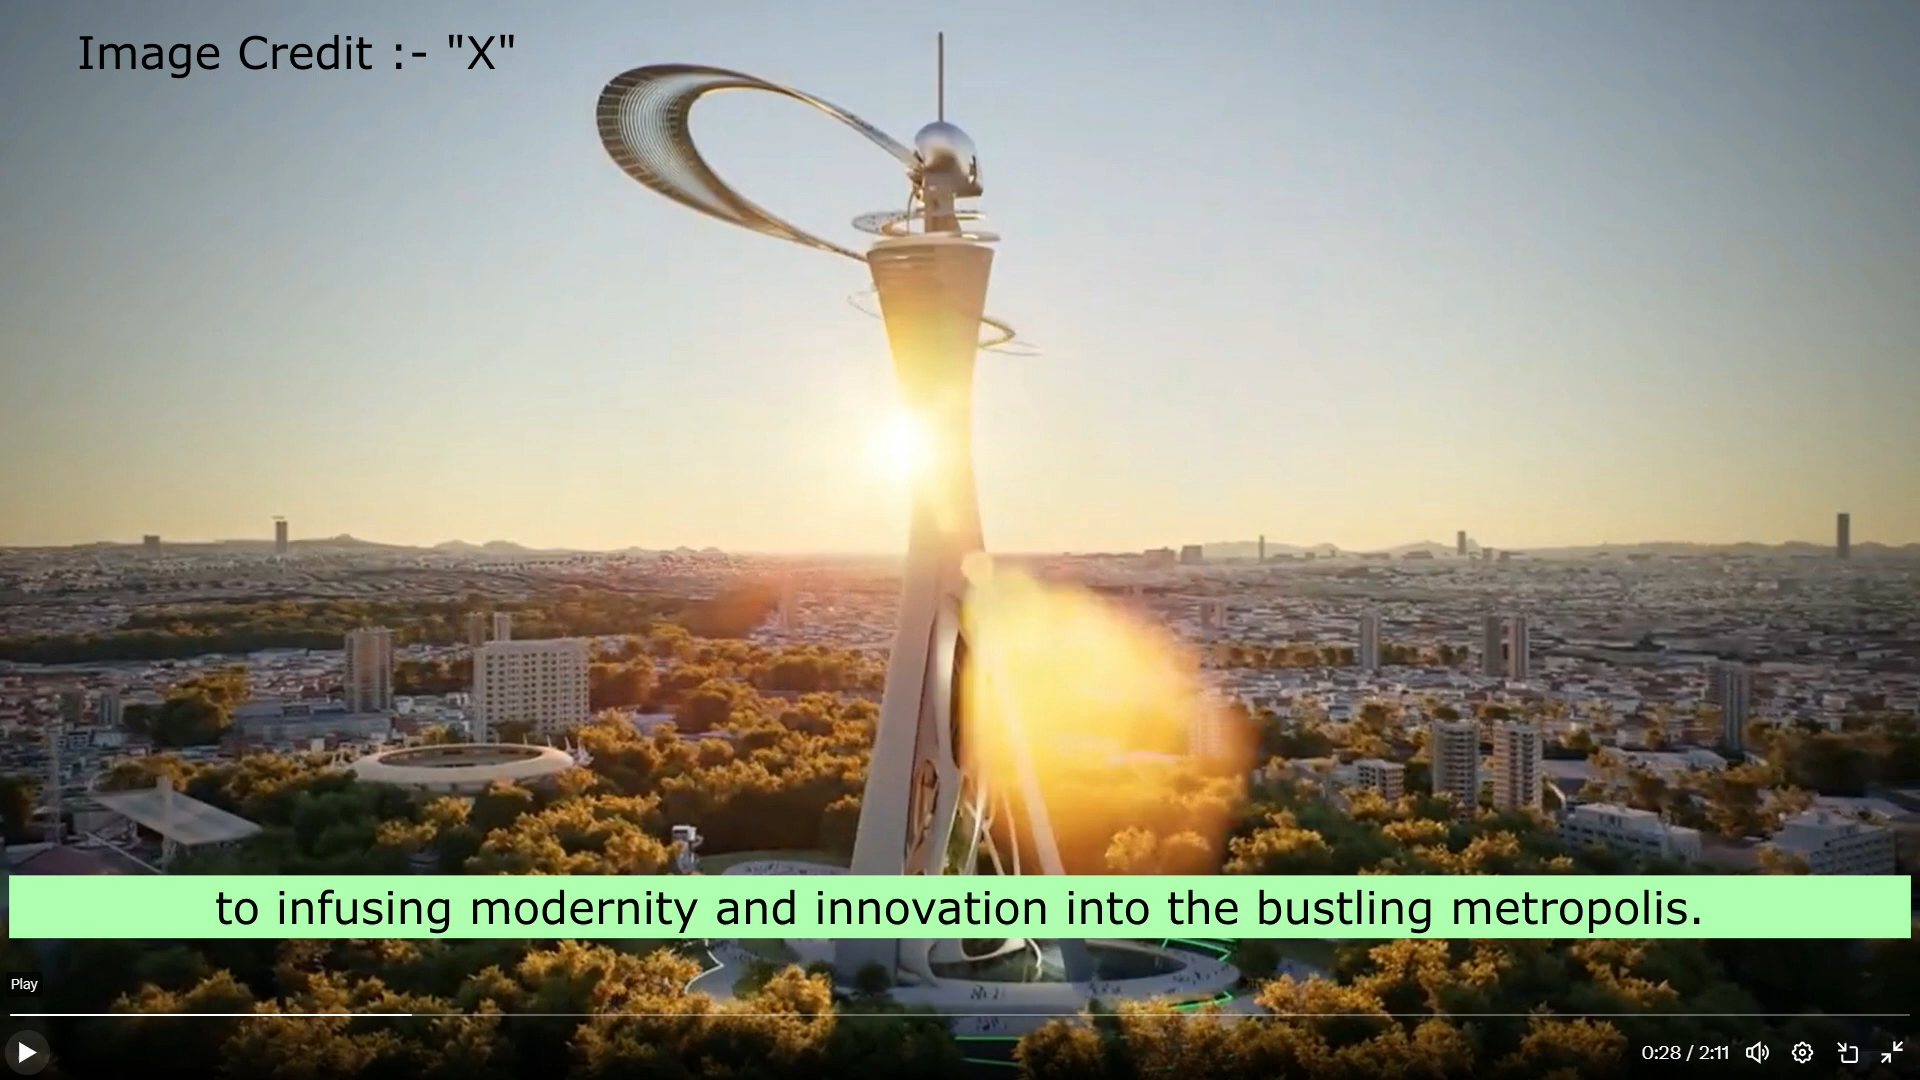 Image Credit :- "X"
to infusing modernity and innovation into the bustling metropolis.
Play
0:28 / 2:11